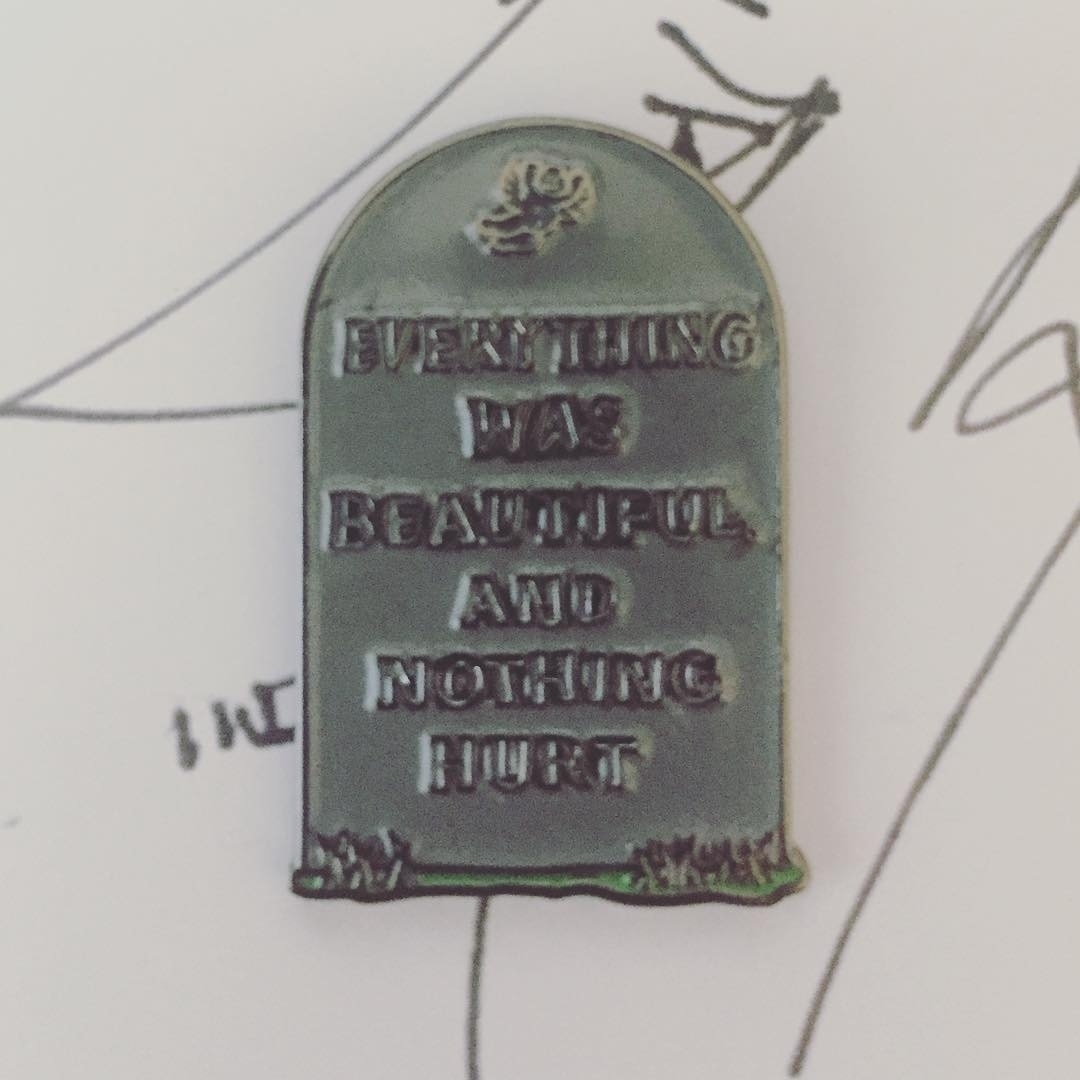 EVERYTHING
WAS
BEAUTIFUL,
AND
NOTHING
HURT